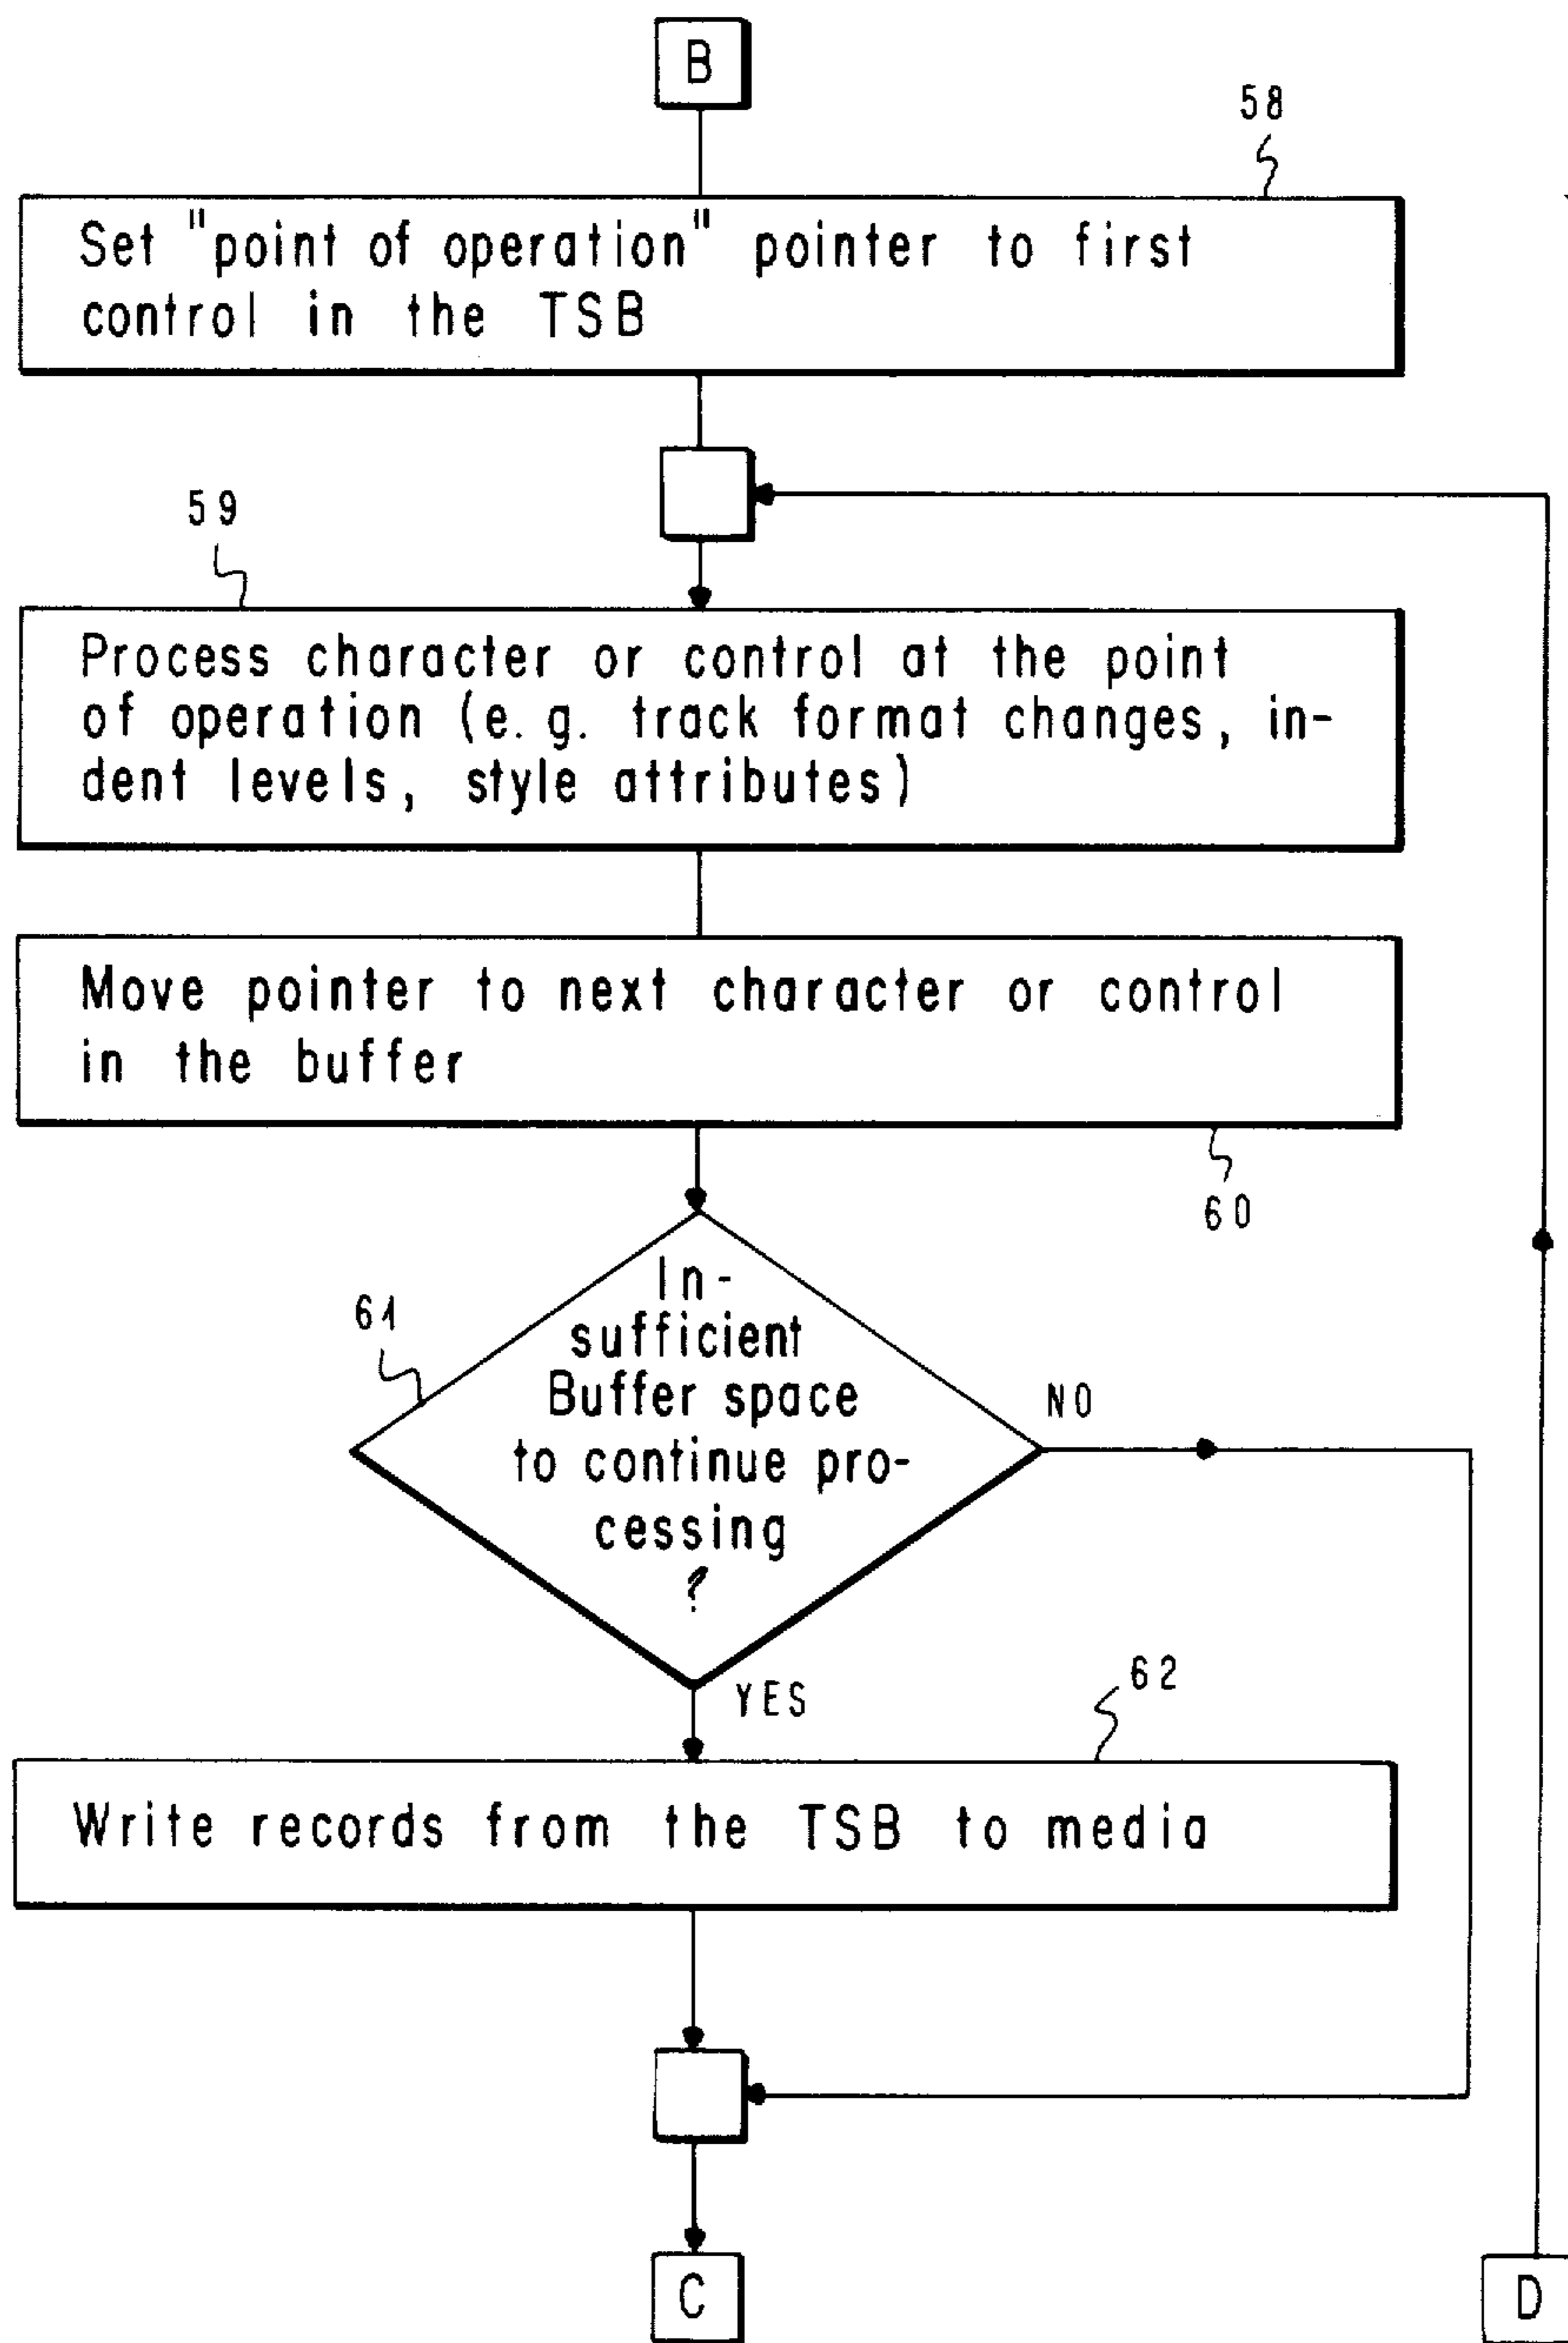 B
58
Set "point of operation" pointer to first
control in the TSB
59
Process character or control at the point
of operation (e.g. track format changes, in-
dent levels, style attributes)
Move pointer to next character or control
in the buffer
60
61
In-
sufficient
Buffer space
to continue pro-
cessing
?
NO
YES
62
Write records from the TSB to media
C
D